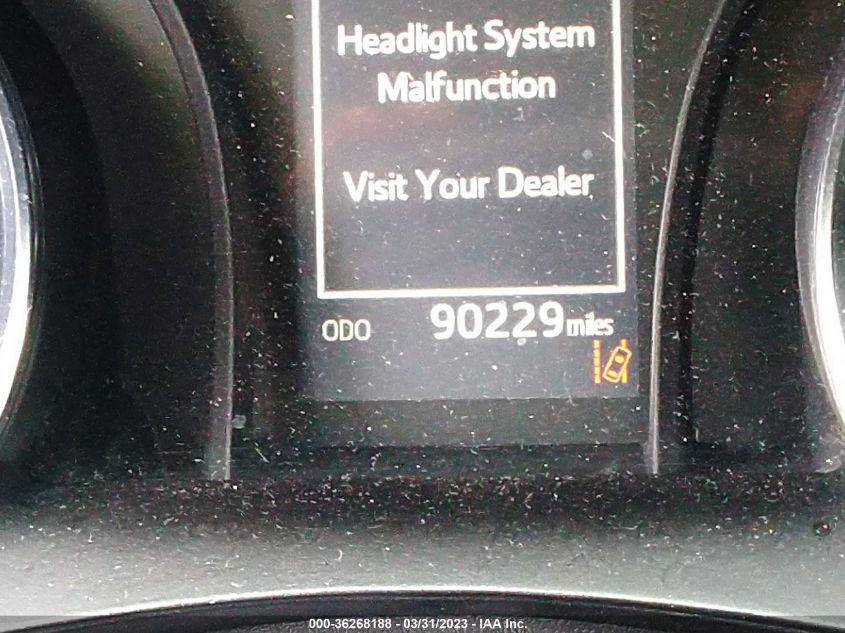 Headlight System
Malfunction
Visit Your Dealer
ODO 90229 miles
000-36268188 - 03/31/2023 - IAA Inc.